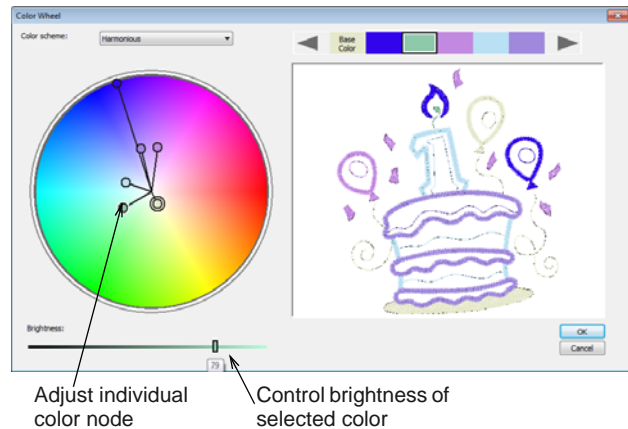 Color Wheel
Color scheme:
Harmonious
Base
Color
1
Brightness:
79
OK
Cancel
Adjust individual
color node
Control brightness of
selected color